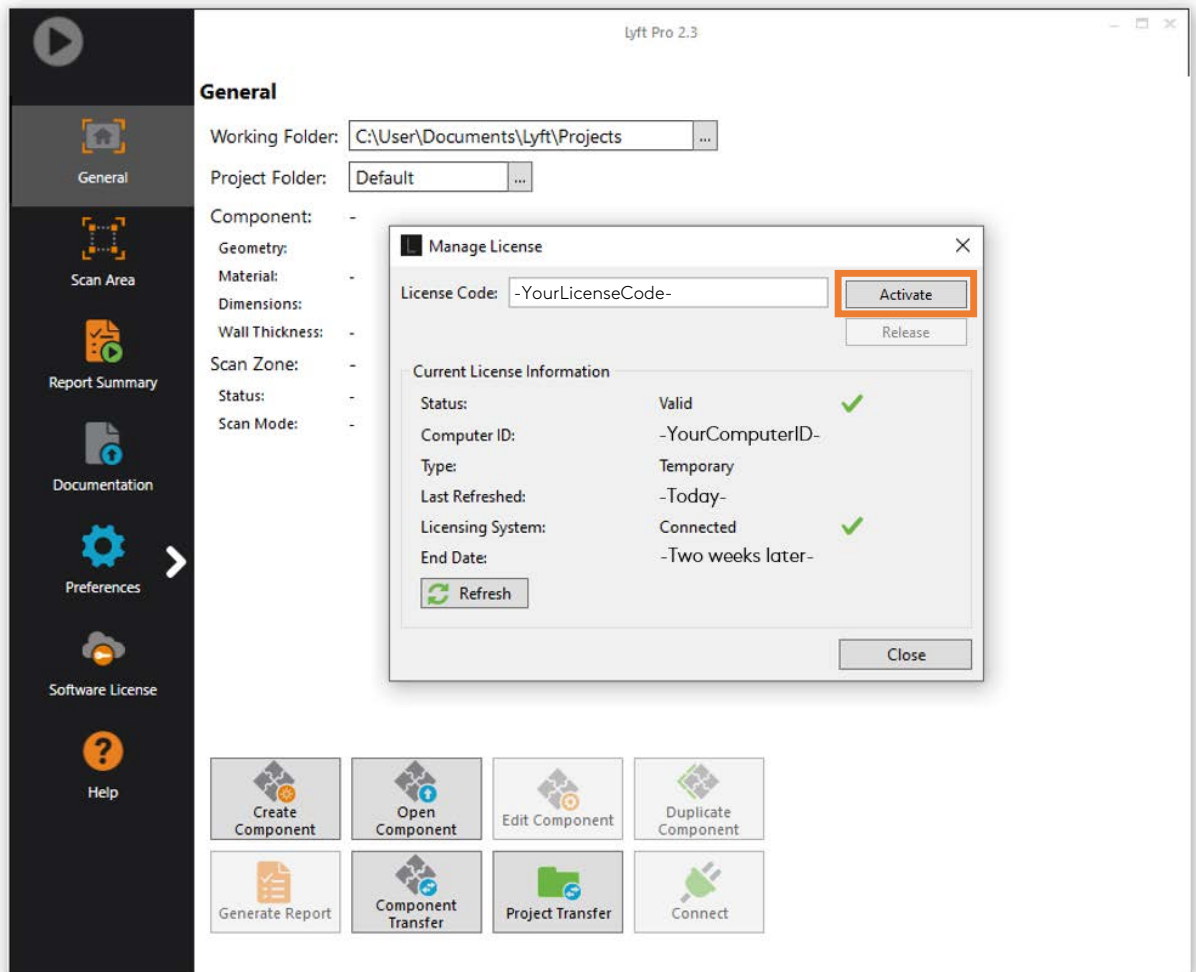 Lyft Pro 2.3
General
Working Folder: C:\User\Documents\Lyft\Projects ...
Project Folder: Default ...
Component: -
Geometry:
Material: -
Dimensions:
Wall Thickness: -
Scan Zone: -
Status: -
Scan Mode: -
General
Scan Area
Report Summary
Documentation
Preferences
Software License
Help
L Manage License
License Code: -YourLicenseCode- Activate
Release
Current License Information
Status: Valid
Computer ID: -YourComputerID-
Type: Temporary
Last Refreshed: -Today-
Licensing System: Connected
End Date: -Two weeks later-
Refresh
Close
Create
Component
Open
Component
Edit Component
Duplicate
Component
Generate Report
Component
Transfer
Project Transfer
Connect